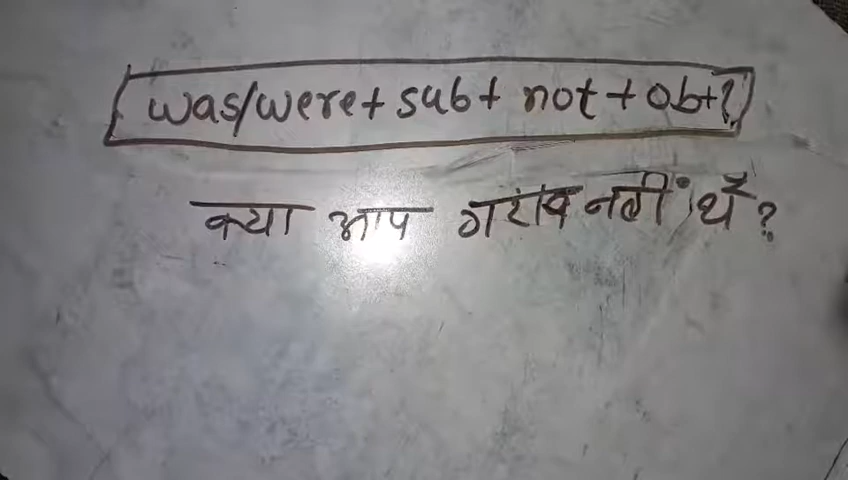 was/were + sub + not + ob + ?
क्या आप गराब नहीं थे ?